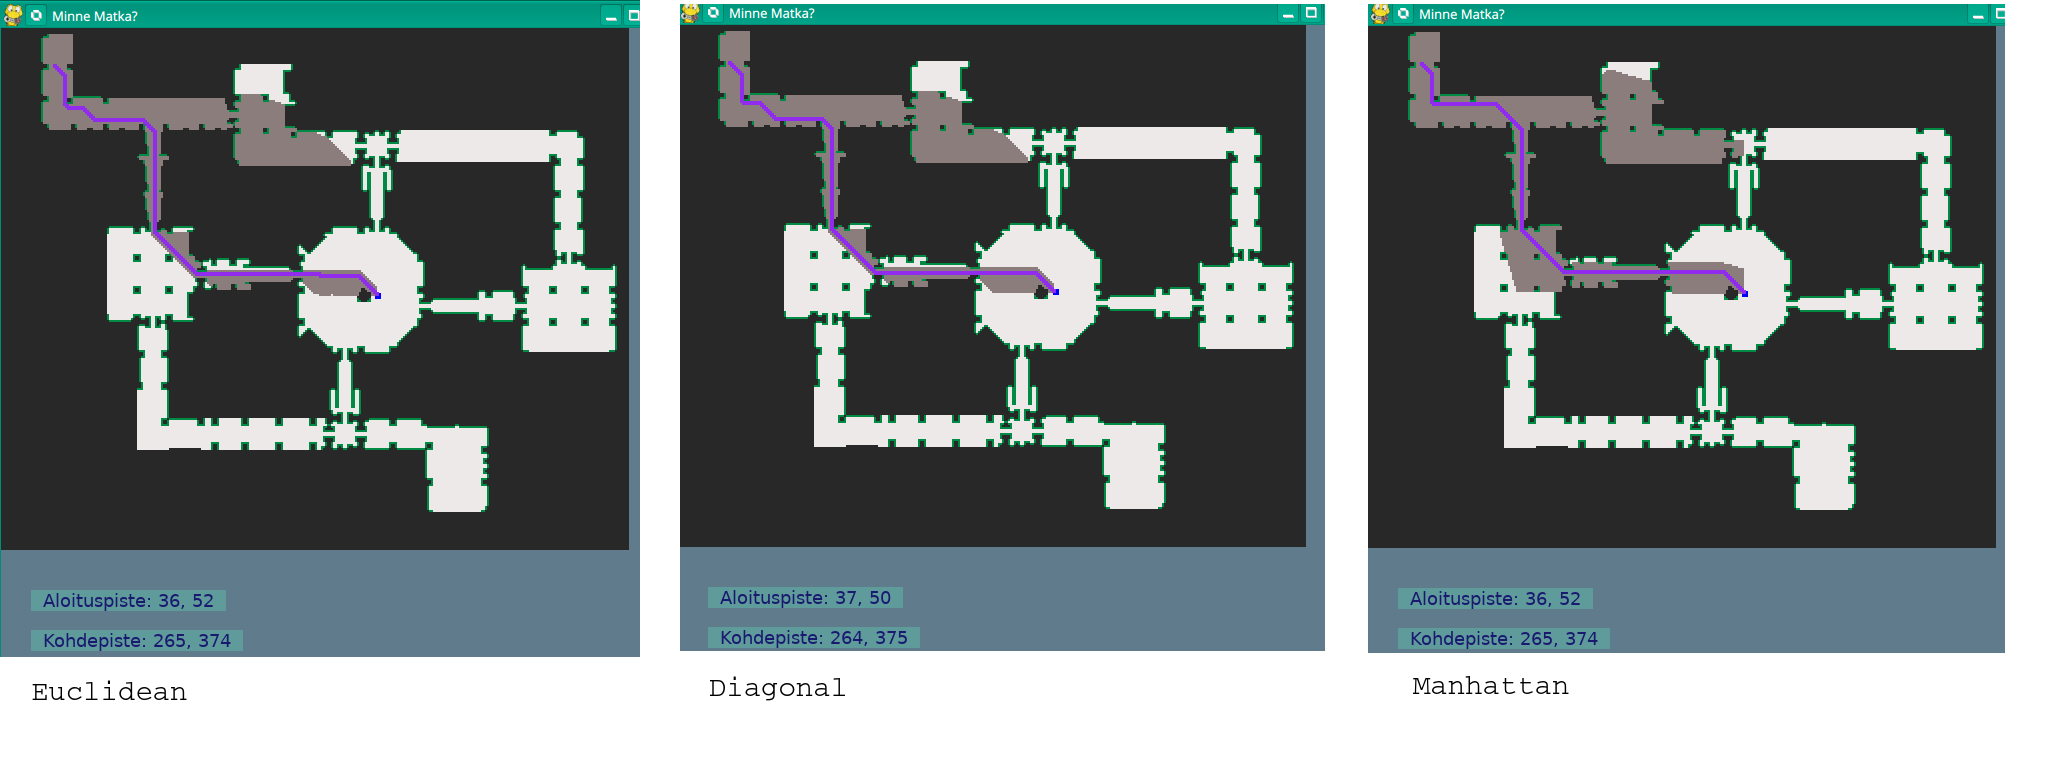 Minne Matka?
Aloituspiste: 36, 52
Kohdepiste: 265, 374
Euclidean
Minne Matka?
Aloituspiste: 37, 50
Kohdepiste: 264, 375
Diagonal
Minne Matka?
Aloituspiste: 36, 52
Kohdepiste: 265, 374
Manhattan